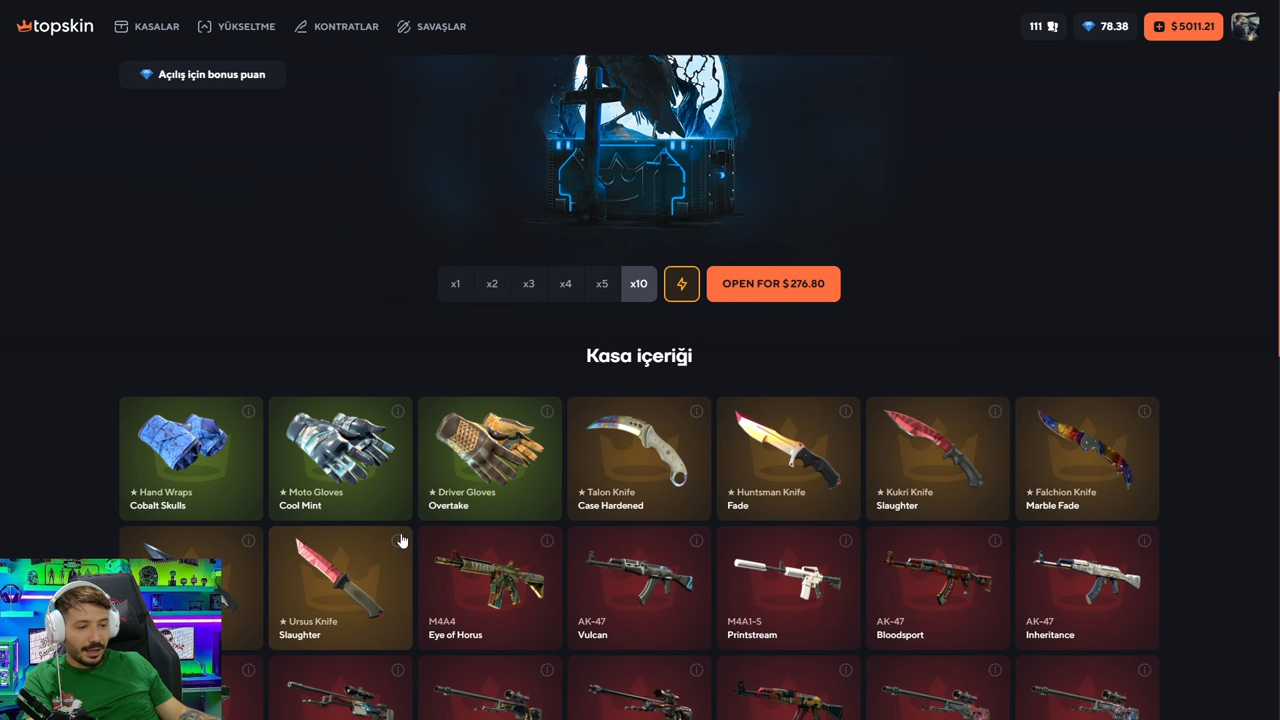 topskin
KASALAR
YÜKSELTME
KONTRATLAR
SAVAŞLAR
111
78.38
$ 5011.21
Açılış için bonus puan
x1
x2
x3
x4
x5
x10
OPEN FOR $ 276.80
Kasa içeriği
★ Hand Wraps
Cobalt Skulls
★ Moto Gloves
Cool Mint
★ Driver Gloves
Overtake
★ Talon Knife
Case Hardened
★ Huntsman Knife
Fade
★ Kukri Knife
Slaughter
★ Falchion Knife
Marble Fade
★ Ursus Knife
Slaughter
M4A4
Eye of Horus
AK-47
Vulcan
M4A1-S
Printstream
AK-47
Bloodsport
AK-47
Inheritance